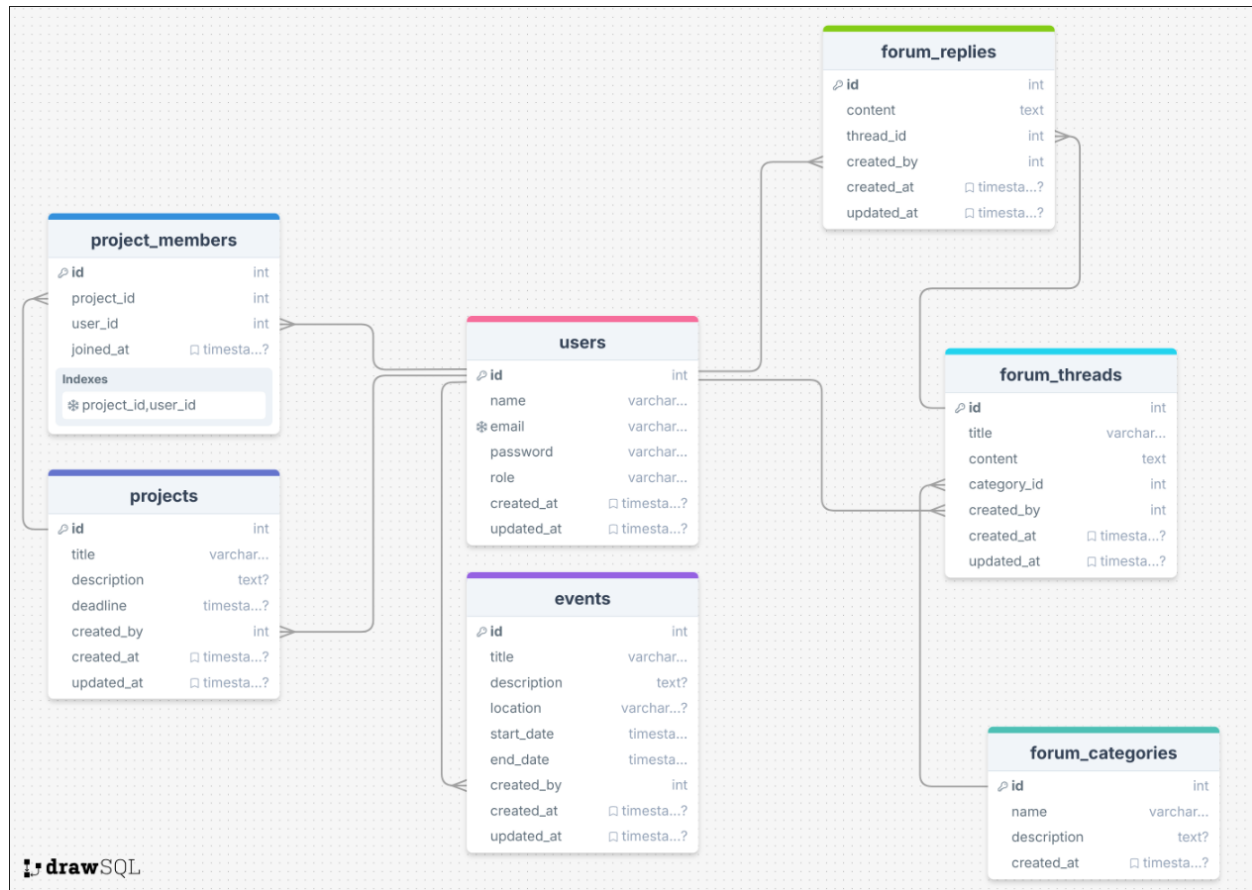 forum_replies
id int
content text
thread_id int
created_by int
created_at timesta...?
updated_at timesta...?
project_members
id int
project_id int
user_id int
joined_at timesta...?
Indexes
project_id,user_id
users
id int
name varchar...
email varchar...
password varchar...
role varchar...
created_at timesta...?
updated_at timesta...?
forum_threads
id int
title varchar...
content text
category_id int
created_by int
created_at timesta...?
updated_at timesta...?
projects
id int
title varchar...
description text?
deadline timesta...?
created_by int
created_at timesta...?
updated_at timesta...?
events
id int
title varchar...
description text?
location varchar...?
start_date timesta...
end_date timesta...
created_by int
created_at timesta...?
updated_at timesta...?
forum_categories
id int
name varchar...
description text?
created_at timesta...?
drawSQL